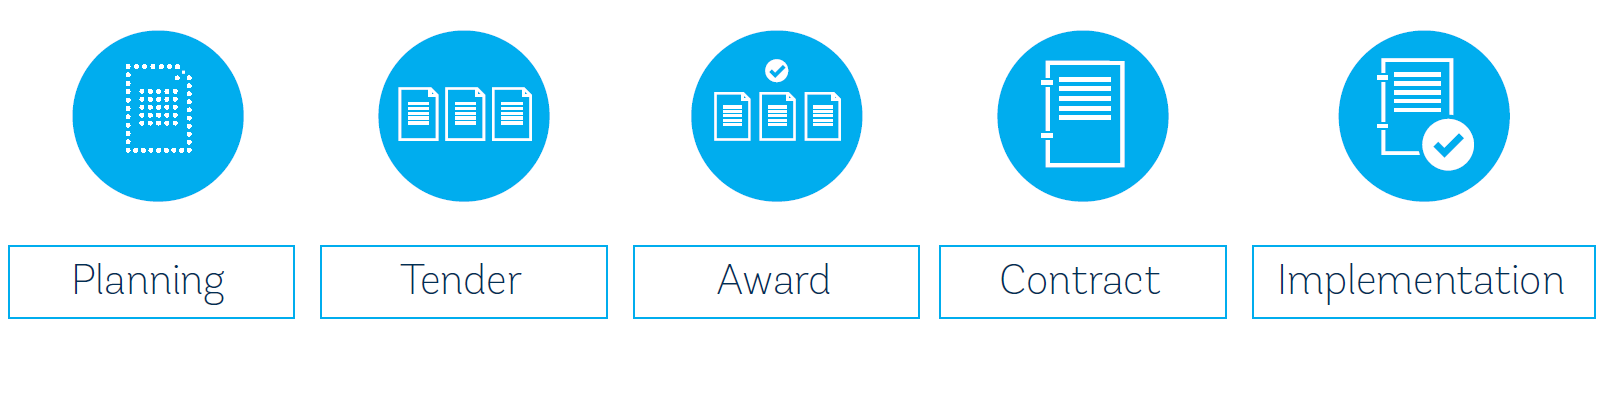 Planning
Tender
Award
Contract
Implementation